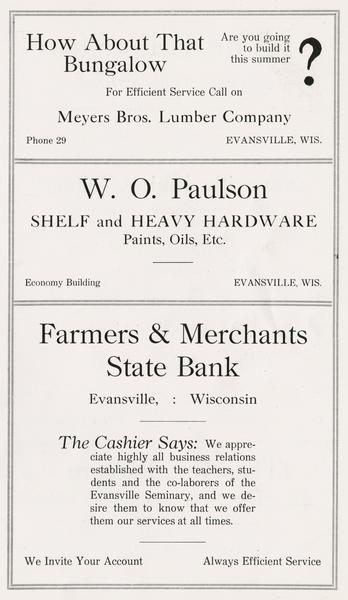 How About That
Bungalow
Are you going
to build it
this summer
?
For Efficient Service Call on
Meyers Bros. Lumber Company
Phone 29 EVANSVILLE, WIS.
W. O. Paulson
SHELF and HEAVY HARDWARE
Paints, Oils, Etc.
Economy Building EVANSVILLE, WIS.
Farmers & Merchants
State Bank
Evansville, : Wisconsin
The Cashier Says: We appre-
ciate highly all business relations
established with the teachers, stu-
dents and the co-laborers of the
Evansville Seminary, and we de-
sire them to know that we offer
them our services at all times.
We Invite Your Account Always Efficient Service